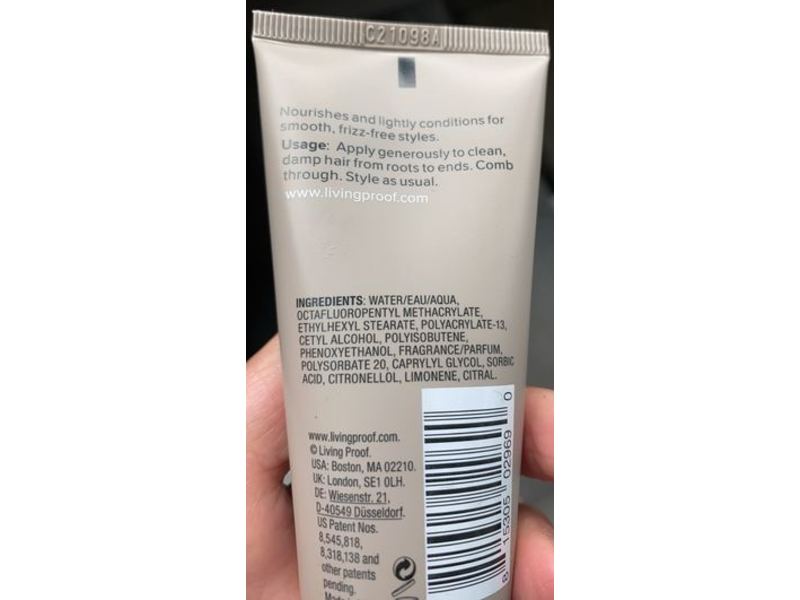 C21098A
Nourishes and lightly conditions for
smooth, frizz-free styles.
Usage: Apply generously to clean,
damp hair from roots to ends. Comb
through. Style as usual.
www.livingproof.com
INGREDIENTS: WATER/EAU/AQUA,
OCTAFLUOROPENTYL METHACRYLATE,
ETHYLHEXYL STEARATE, POLYACRYLATE-13,
CETYL ALCOHOL, POLYISOBUTENE,
PHENOXYETHANOL, FRAGRANCE/PARFUM,
POLYSORBATE 20, CAPRYLYL GLYCOL, SORBIC
ACID, CITRONELLOL, LIMONENE, CITRAL.
www.livingproof.com.
© Living Proof.
USA: Boston, MA 02210.
UK: London, SE1 0LH.
DE: Wiesenstr. 21,
D-40549 Düsseldorf.
US Patent Nos.
8,545,818,
8,318,138 and
other patents
pending.
8 15305 02969 0